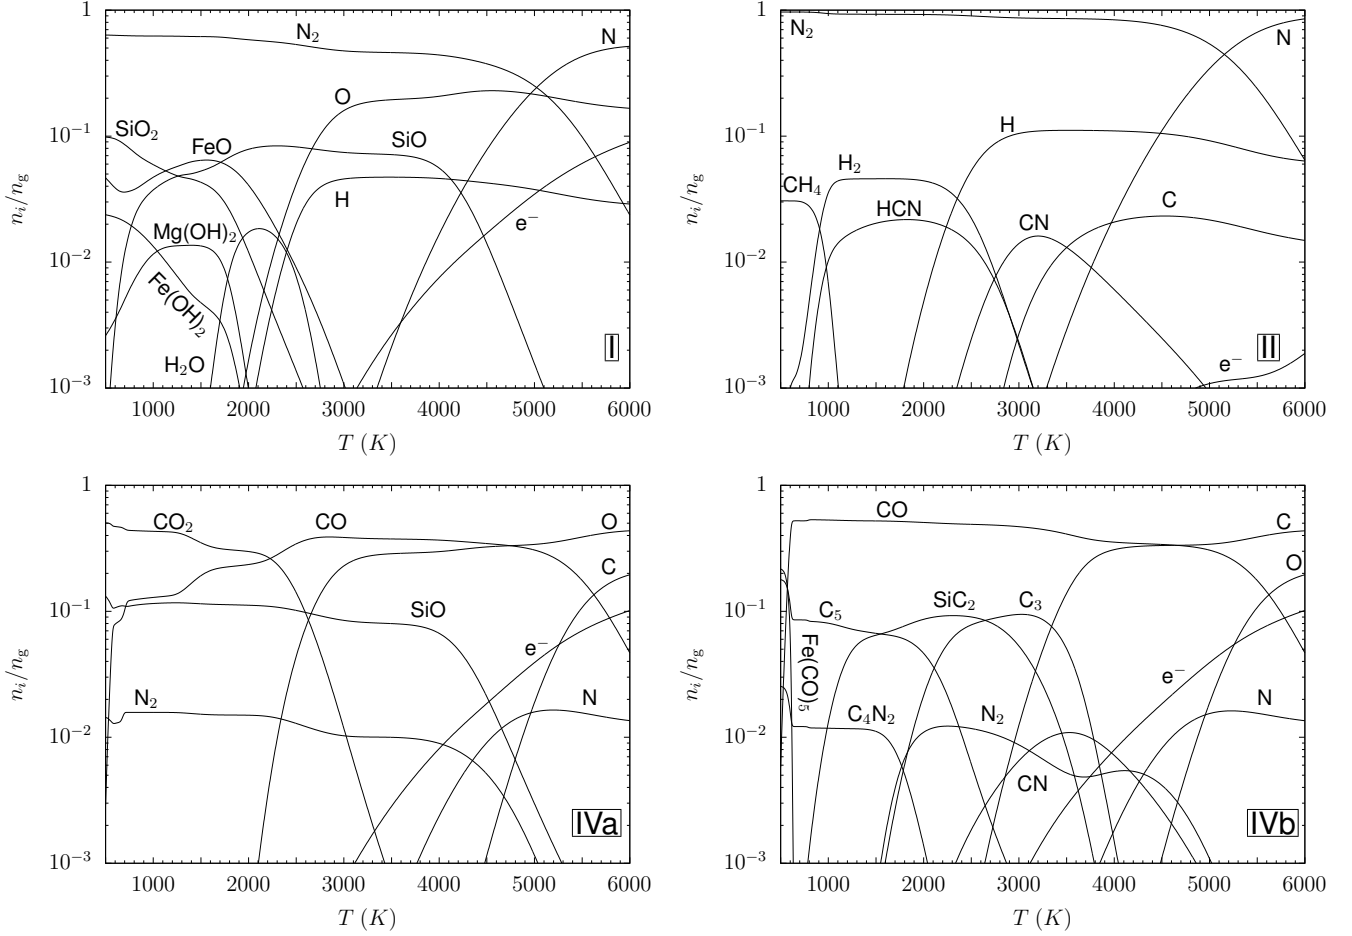 1
10⁻¹
10⁻²
10⁻³
nᵢ/n_g
N₂
N
O
SiO₂
FeO
SiO
H
Mg(OH)₂
e⁻
Fe(OH)₂
H₂O
I
1000 2000 3000 4000 5000 6000
T (K)
1
10⁻¹
10⁻²
10⁻³
nᵢ/n_g
N₂
N
H
H₂
CH₄
HCN
CN
C
e⁻
II
1000 2000 3000 4000 5000 6000
T (K)
1
10⁻¹
10⁻²
10⁻³
nᵢ/n_g
CO₂
CO
O
C
SiO
e⁻
N₂
N
IVa
1000 2000 3000 4000 5000 6000
T (K)
1
10⁻¹
10⁻²
10⁻³
nᵢ/n_g
CO
C
O
C₅
SiC₂
C₃
Fe(CO)₅
e⁻
C₄N₂
N₂
N
CN
IVb
1000 2000 3000 4000 5000 6000
T (K)